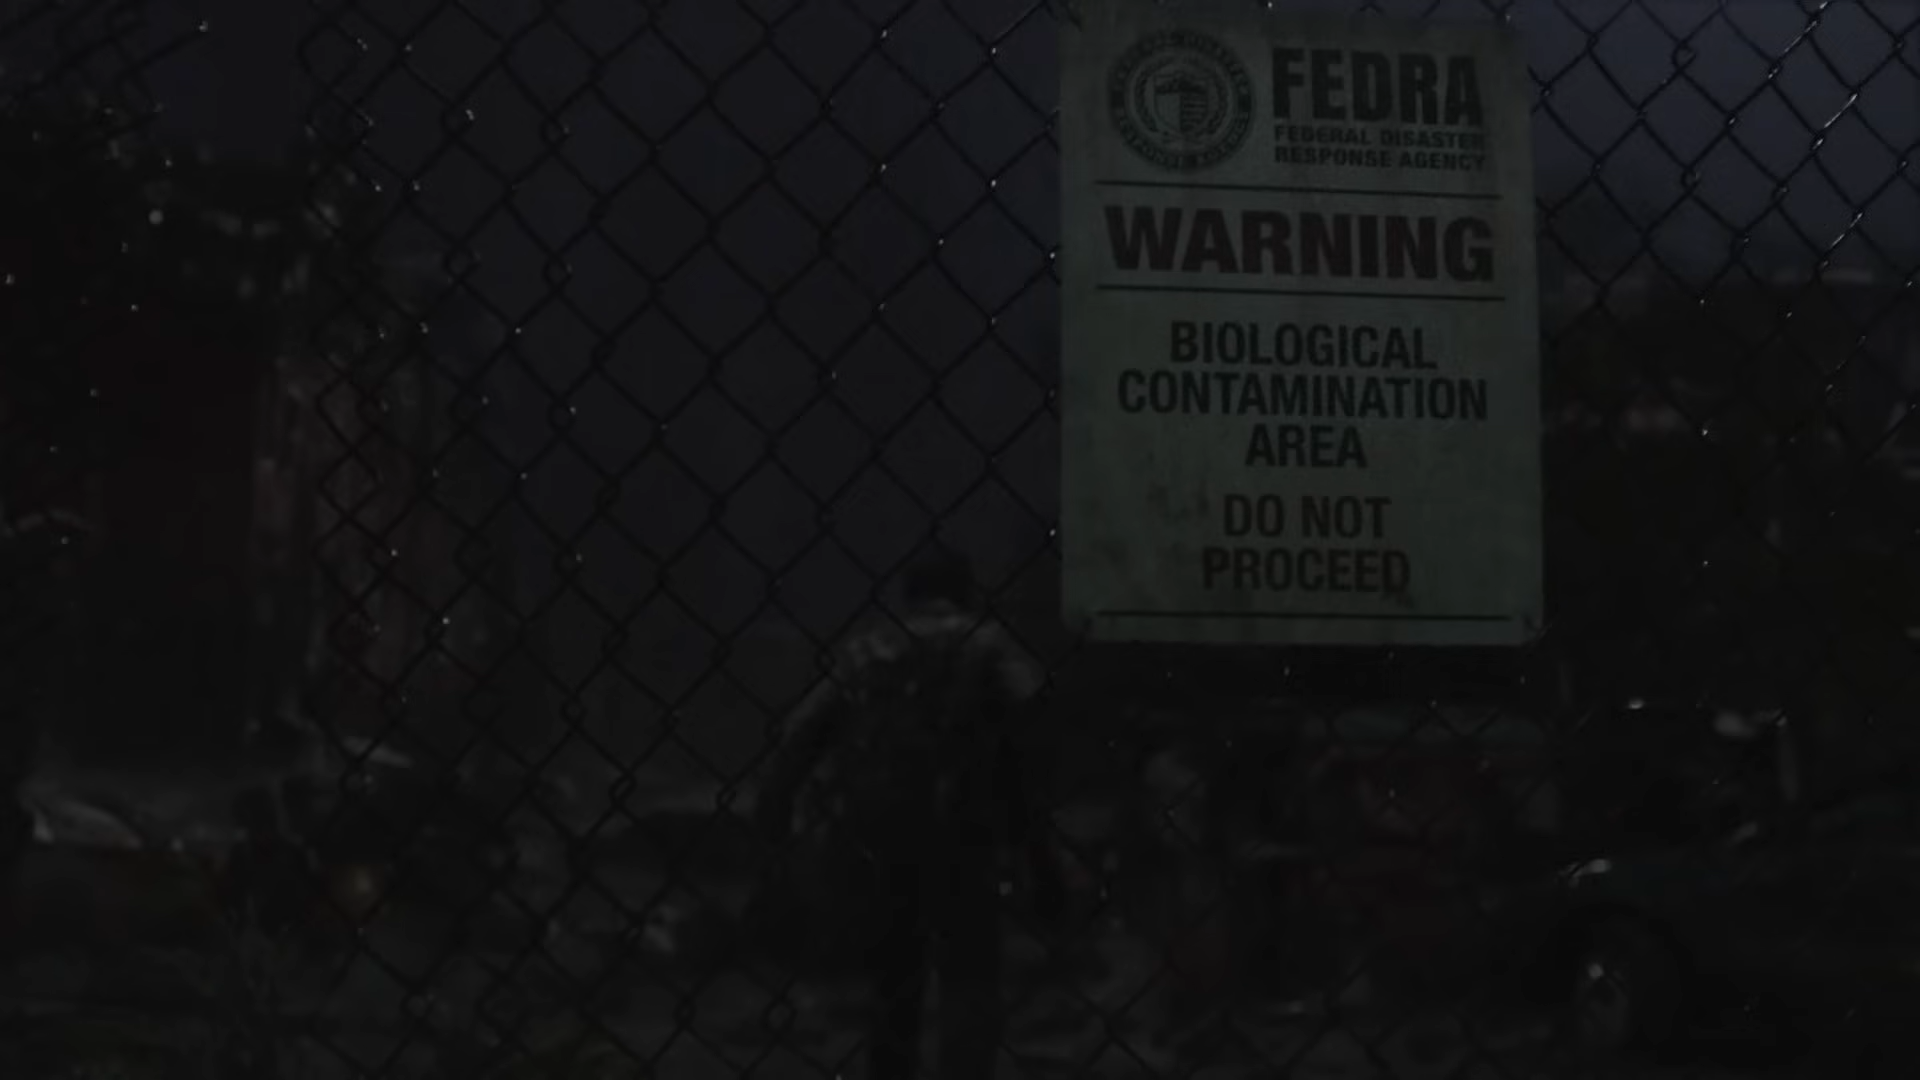 FEDRA
FEDERAL DISASTER
RESPONSE AGENCY
WARNING
BIOLOGICAL
CONTAMINATION
AREA
DO NOT
PROCEED